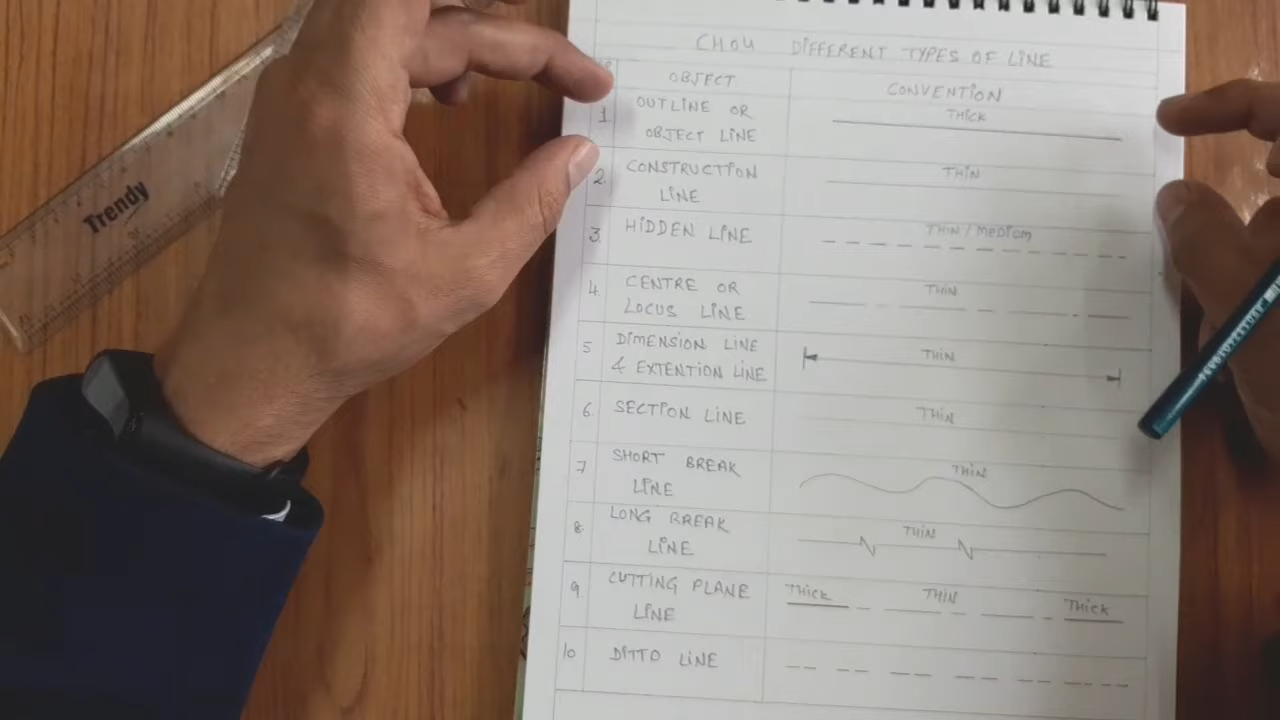 CHOU DIFFERENT TYPES OF LINE
OBJECT CONVENTION
1. OUTLINE OR THICK
OBJECT LINE
2. CONSTRUCTION THIN
LINE
3. HIDDEN LINE THIN / MEDIUM
4. CENTRE OR THIN
LOCUS LINE
5 DIMENSION LINE THIN
& EXTENTION LINE
6. SECTION LINE THIN
7 SHORT BREAK THIN
LINE
8. LONG BREAK THIN
LINE
9. CUTTING PLANE THICK THIN THICK
LINE
10 DITTO LINE
Trendy